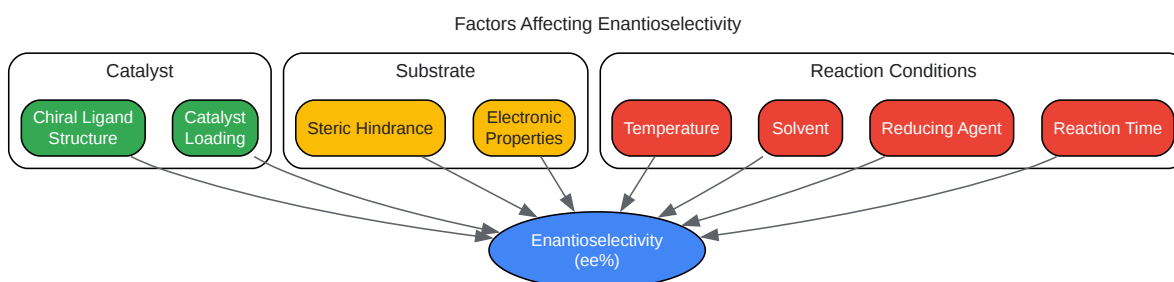 Factors Affecting Enantioselectivity
Catalyst
Chiral Ligand
Structure
Catalyst
Loading
Substrate
Steric Hindrance
Electronic
Properties
Reaction Conditions
Temperature
Solvent
Reducing Agent
Reaction Time
Enantioselectivity
(ee%)